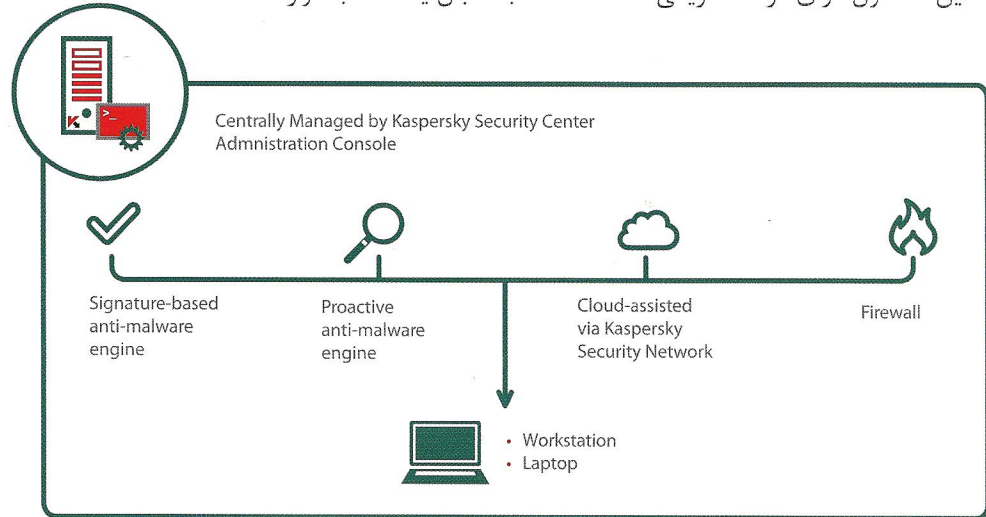 Centrally Managed by Kaspersky Security Center
Admnistration Console
>_
Signature-based
anti-malware
engine
Proactive
anti-malware
engine
Cloud-assisted
via Kaspersky
Security Network
Firewall
• Workstation
• Laptop